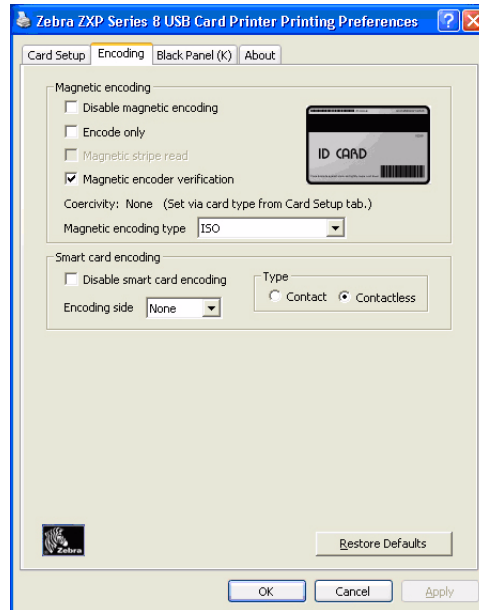 Zebra ZXP Series 8 USB Card Printer Printing Preferences
Card Setup Encoding Black Panel (K) About
Magnetic encoding
Disable magnetic encoding
Encode only
Magnetic stripe read
ID CARD
Magnetic encoder verification
Coercivity: None (Set via card type from Card Setup tab.)
Magnetic encoding type ISO
Smart card encoding
Disable smart card encoding
Type
Contact Contactless
Encoding side None
Zebra
Restore Defaults
OK Cancel Apply